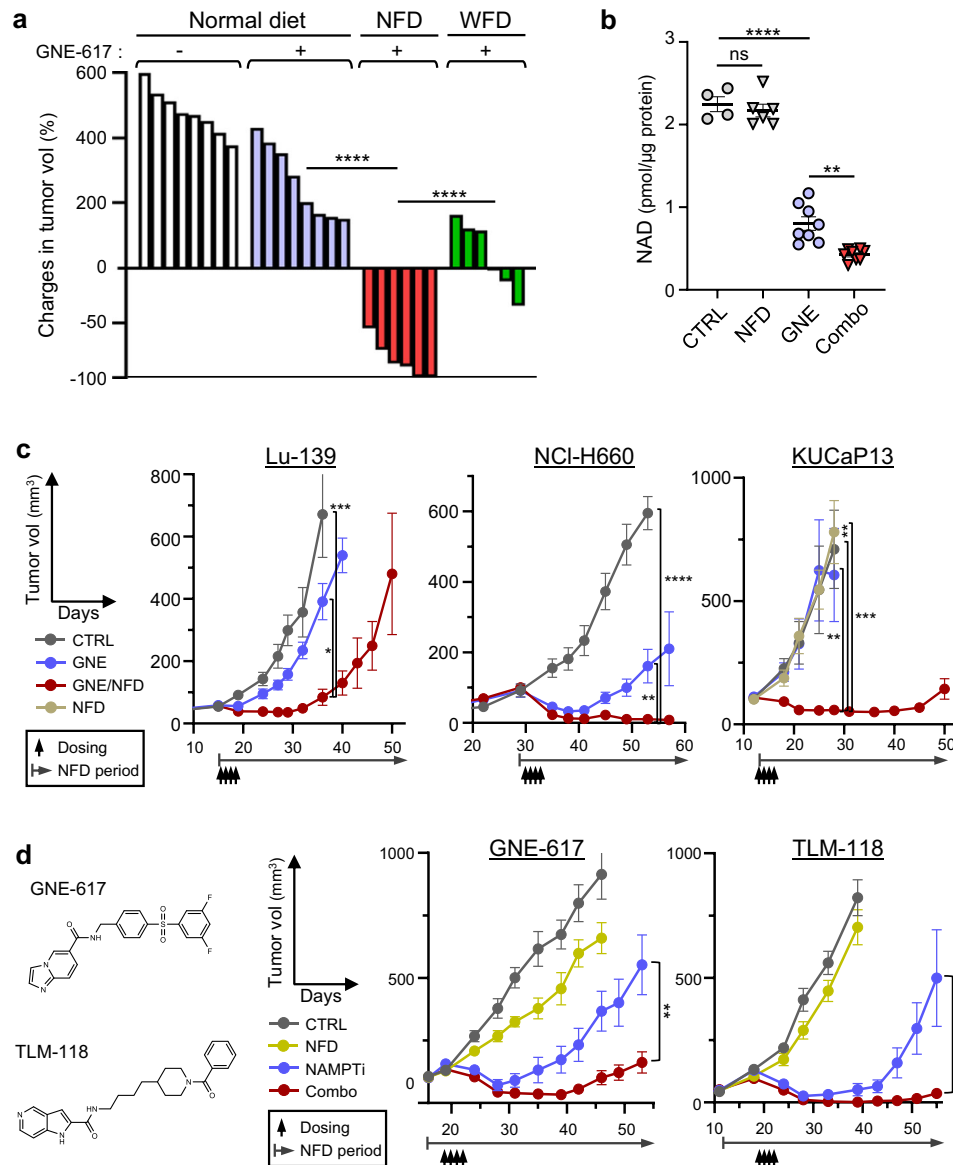 a
Normal diet NFD WFD
GNE-617 : - + + +
Charges in tumor vol (%)
600
400
200
0
-50
-100
****
****
b
NAD (pmol/µg protein)
3
2
1
0
****
ns
**
CTRL NFD GNE Combo
c
Tumor vol (mm³)
Days
CTRL
GNE
GNE/NFD
NFD
Dosing
NFD period
Lu-139
800
600
400
200
0
***
*
10 20 30 40 50
NCI-H660
600
400
200
0
****
**
20 30 40 50 60
KUCaP13
1000
500
0
**
**
***
10 20 30 40 50
d
GNE-617
O
NH
N
N
S
O
O
F
F
TLM-118
N
N
H
O
HN
N
O
Tumor vol (mm³)
Days
CTRL
NFD
NAMPTi
Combo
Dosing
NFD period
GNE-617
1000
500
0
**
20 30 40 50
TLM-118
1000
500
0
10 20 30 40 50